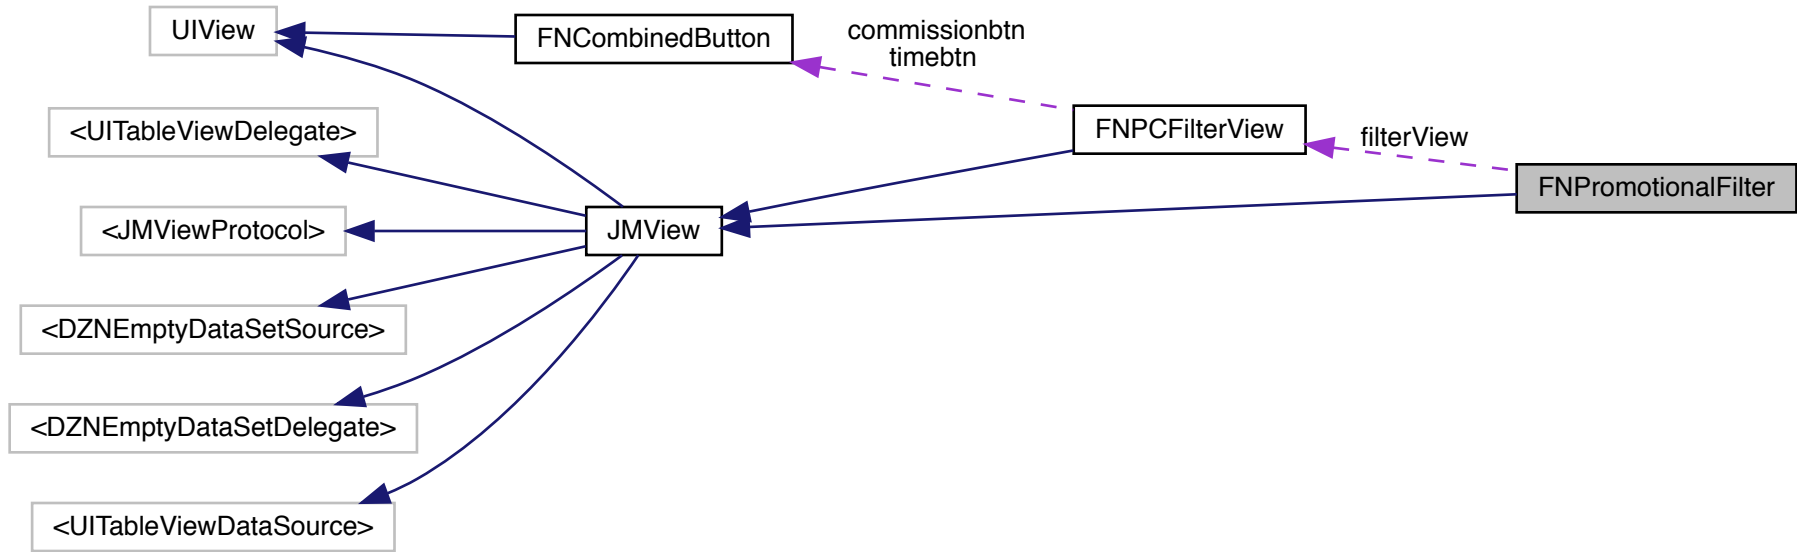 UIView
FNCombinedButton
commissionbtn
timebtn
<UITableViewDelegate>
FNPCFilterView
filterView
FNPromotionalFilter
<JMViewProtocol>
JMView
<DZNEmptyDataSetSource>
<DZNEmptyDataSetDelegate>
<UITableViewDataSource>